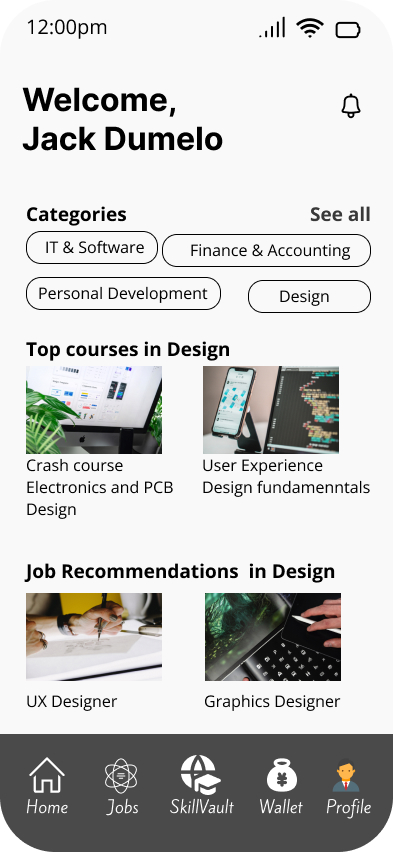 12:00pm
Welcome,
Jack Dumelo
Categories
See all
IT & Software
Finance & Accounting
Personal Development
Design
Top courses in Design
Crash course
Electronics and PCB
Design
User Experience
Design fundamenntals
Job Recommendations  in Design
UX Designer
Graphics Designer
Home
Jobs
SkillVault
Wallet
Profile